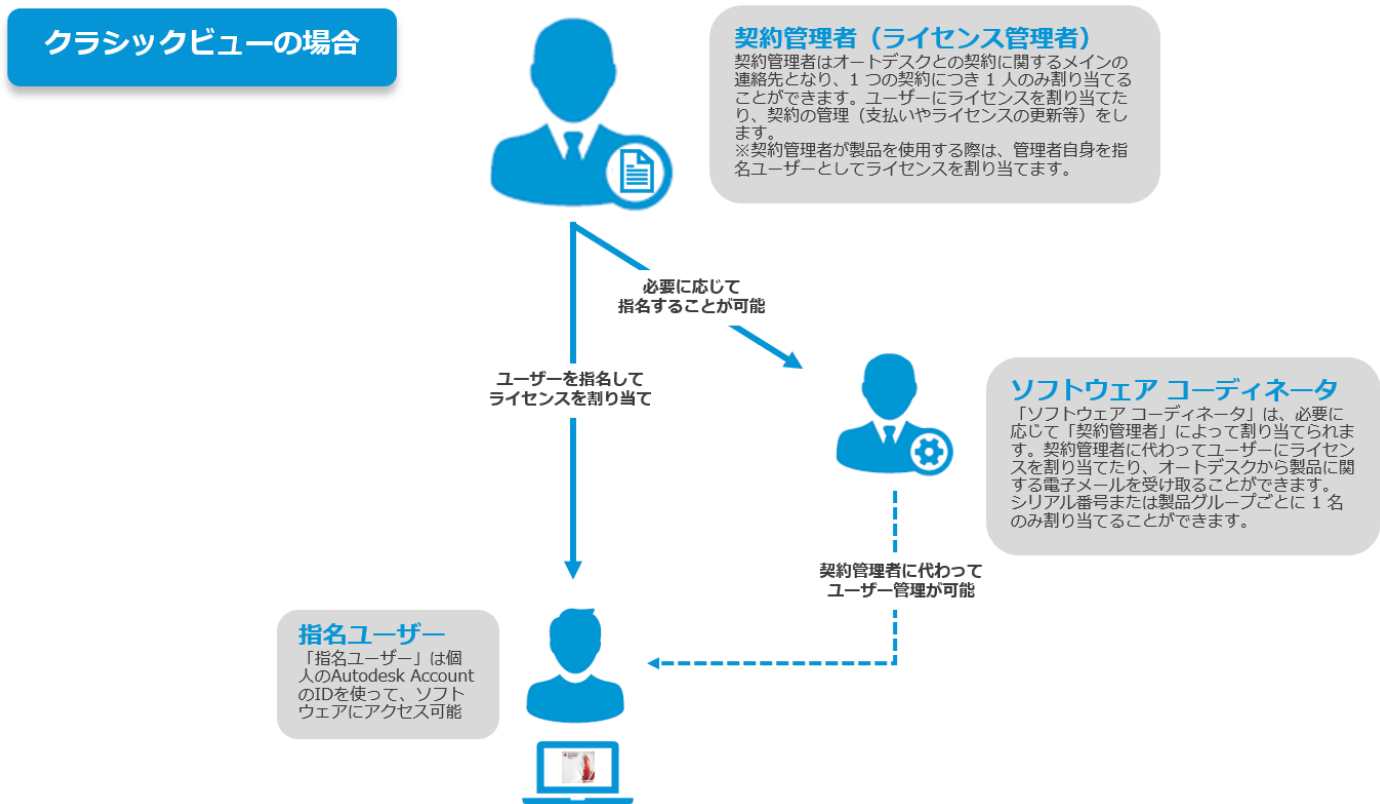 クラシックビューの場合
契約管理者（ライセンス管理者）
契約管理者はオートデスクとの契約に関するメインの
連絡先となり、1 つの契約につき 1 人のみ割り当てる
ことができます。ユーザーにライセンスを割り当てた
り、契約の管理（支払いやライセンスの更新等）をし
ます。
※契約管理者が製品を使用する際は、管理者自身を指
名ユーザーとしてライセンスを割り当てます。
必要に応じて
指名することが可能
ユーザーを指名して
ライセンスを割り当て
ソフトウェア コーディネータ
「ソフトウェア コーディネータ」は、必要に
応じて「契約管理者」によって割り当てられま
す。契約管理者に代わってユーザーにライセン
スを割り当てたり、オートデスクから製品に関
する電子メールを受け取ることができます。
シリアル番号または製品グループごとに 1 名
のみ割り当てることができます。
契約管理者に代わって
ユーザー管理が可能
指名ユーザー
「指名ユーザー」は個
人のAutodesk Account
のIDを使って、ソフト
ウェアにアクセス可能